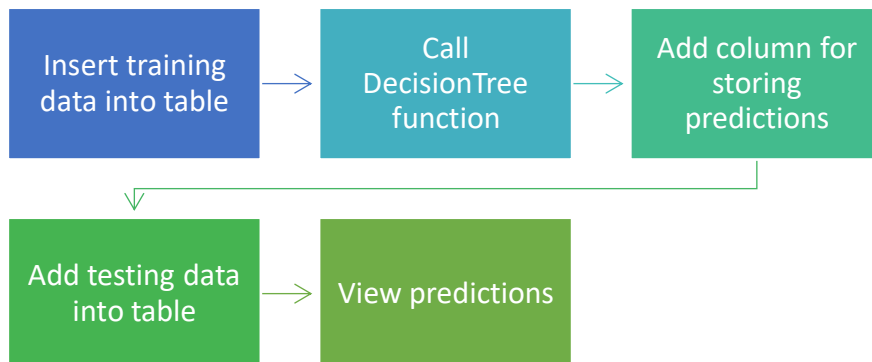 Insert training
data into table
Call
DecisionTree
function
Add column for
storing
predictions
Add testing data
into table
View predictions